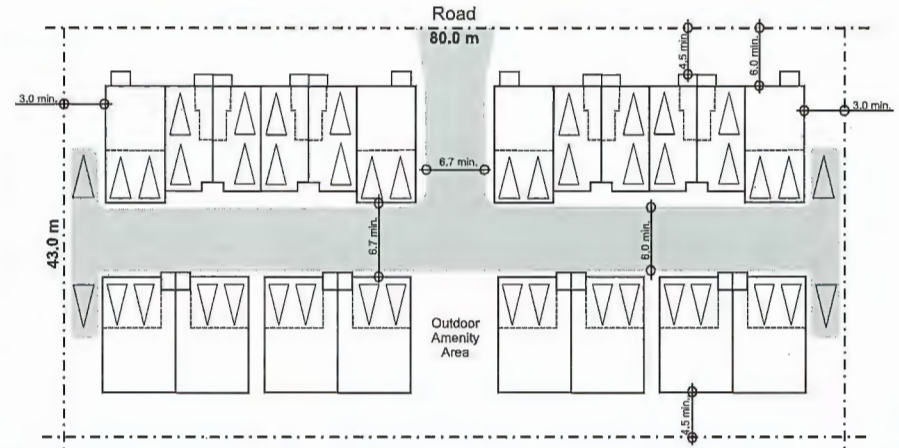 Road
80.0 m
4.5 min.
6.0 min.
3.0 min.
3.0 min.
6.7 min.
43.0 m
6.7 min.
6.0 min.
Outdoor
Amenity
Area
4.5 min.